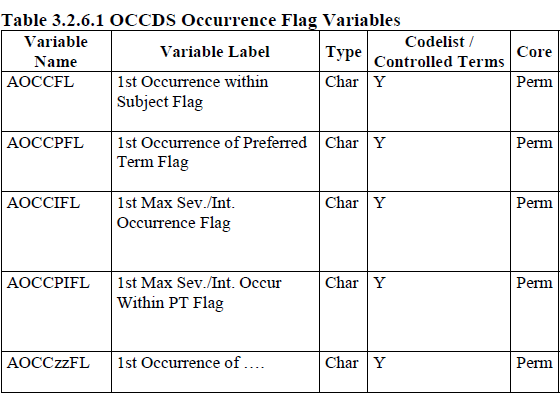 Table 3.2.6.1 OCCDS Occurrence Flag Variables
Variable Name Variable Label Type Codelist / Controlled Terms Core
AOCCFL 1st Occurrence within Subject Flag Char Y Perm
AOCCPFL 1st Occurrence of Preferred Term Flag Char Y Perm
AOCCIFL 1st Max Sev./Int. Occurrence Flag Char Y Perm
AOCCPIFL 1st Max Sev./Int. Occur Within PT Flag Char Y Perm
AOCCzzFL 1st Occurrence of …. Char Y Perm